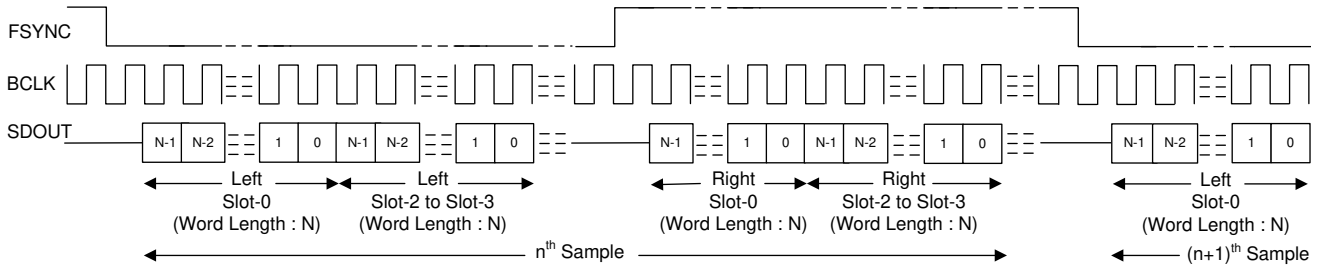 FSYNC
BCLK
SDOUT
N-1 N-2 1 0 N-1 N-2 1 0 N-1 1 0 N-1 N-2 1 0 N-1 N-2 1 0
Left Left Right Right Left
Slot-0 Slot-2 to Slot-3 Slot-0 Slot-2 to Slot-3 Slot-0
(Word Length : N) (Word Length : N) (Word Length : N) (Word Length : N) (Word Length : N)
nth Sample (n+1)th Sample